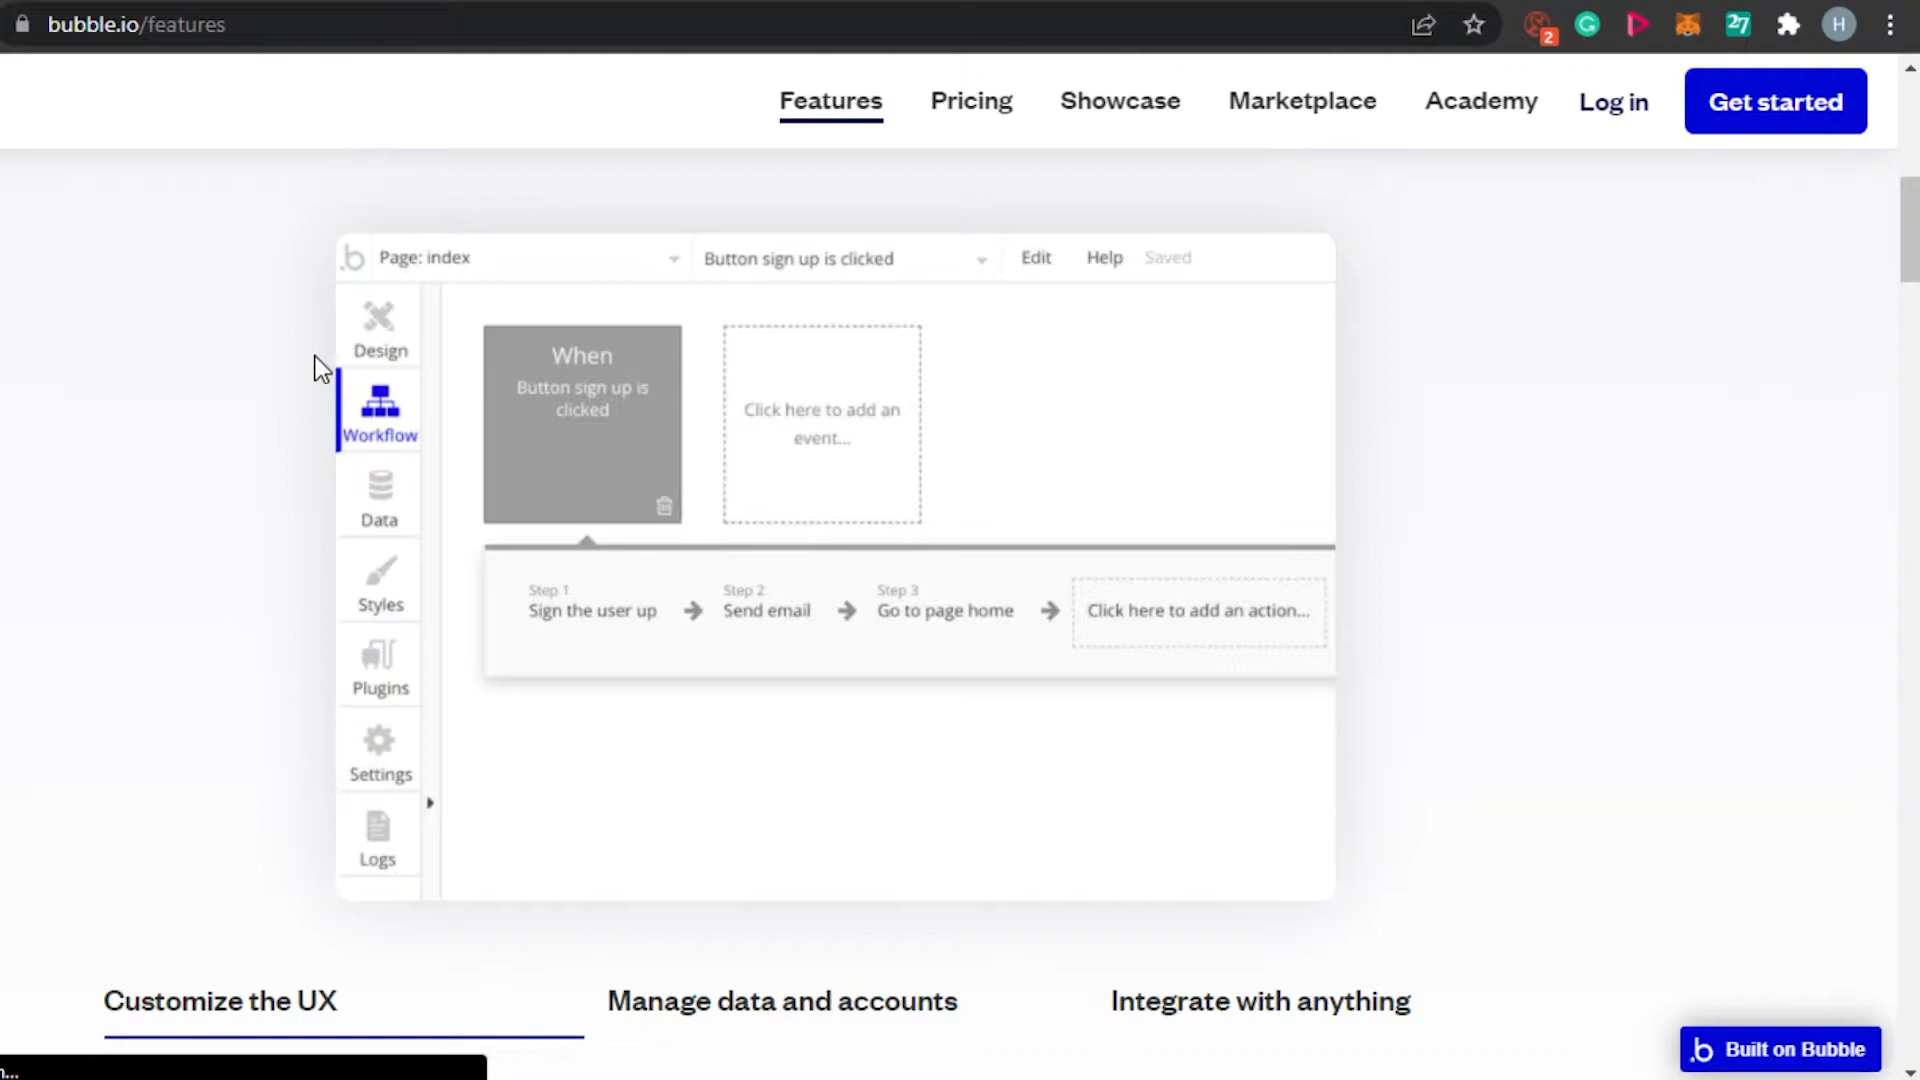 bubble.io/features
2
27
H
Features
Pricing
Showcase
Marketplace
Academy
Log in
Get started
b Page: index
Button sign up is clicked
Edit
Help
Saved
Design
Workflow
Data
Styles
Plugins
Settings
Logs
When
Button sign up is
clicked
Click here to add an
event...
Step 1
Sign the user up
Step 2
Send email
Step 3
Go to page home
Click here to add an action...
Customize the UX
Manage data and accounts
Integrate with anything
b Built on Bubble